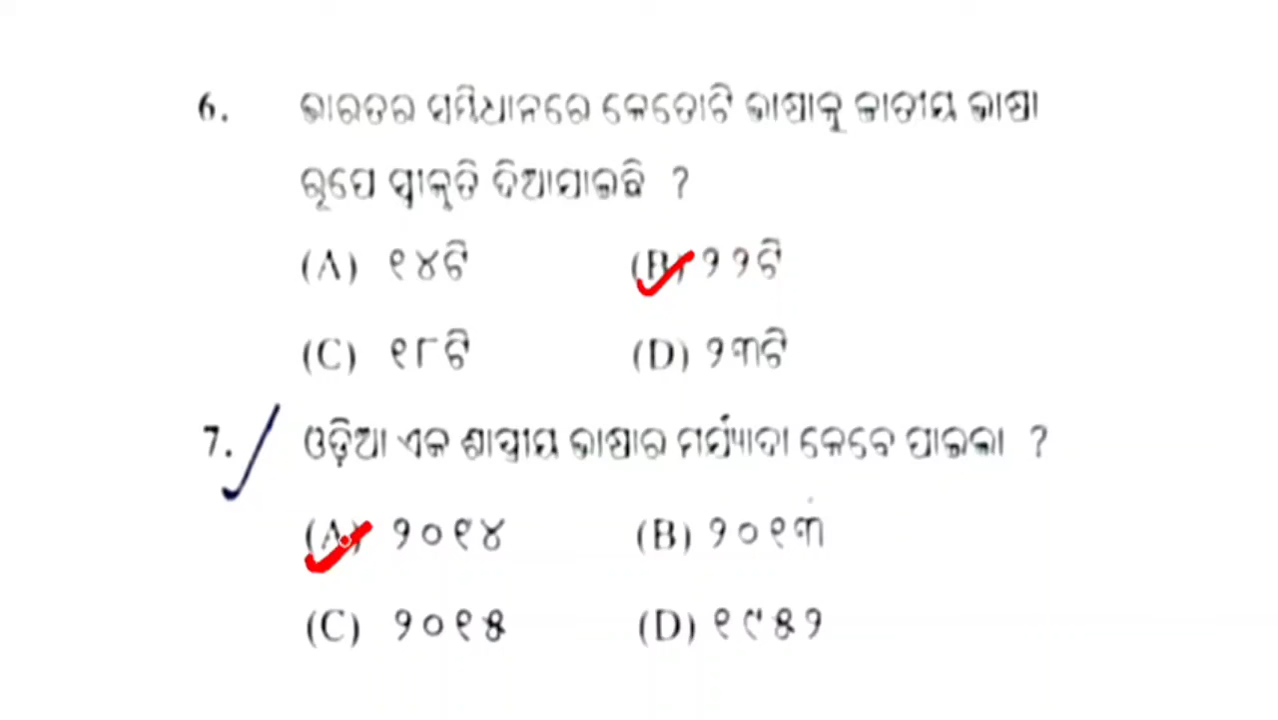 6. ଭାରତର ସମ୍ବିଧାନରେ କେତୋଟି ଭାଷାକୁ ଜାତୀୟ ଭାଷା
ରୂପେ ସ୍ୱୀକୃତି ଦିଆଯାଇଛି ?
(A) ୧୪ଟି (B) ୨୨ଟି
(C) ୧୮ଟି (D) ୨୩ଟି
7. ଓଡ଼ିଆ ଏକ ଶାସ୍ତ୍ରୀୟ ଭାଷାର ମର୍ଯ୍ୟାଦା କେବେ ପାଇଲା ?
(A) ୨୦୧୪ (B) ୨୦୧୩
(C) ୨୦୧୫ (D) ୧୯୫୨